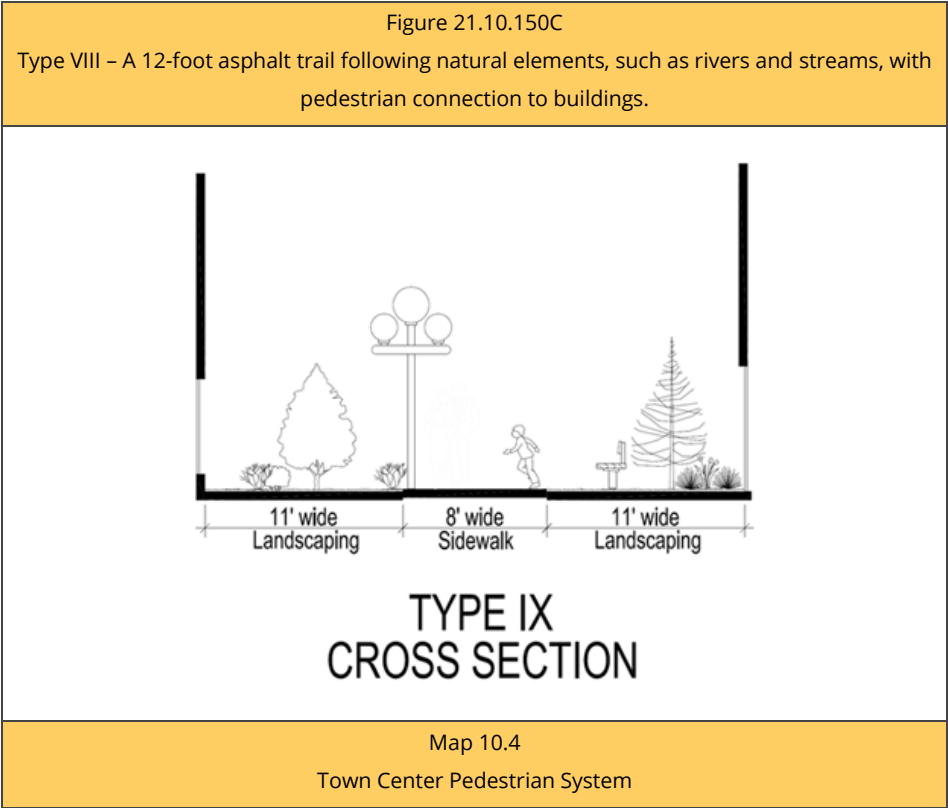 Figure 21.10.150C
Type VIII – A 12-foot asphalt trail following natural elements, such as rivers and streams, with
pedestrian connection to buildings.
11' wide
Landscaping
8' wide
Sidewalk
11' wide
Landscaping
TYPE IX
CROSS SECTION
Map 10.4
Town Center Pedestrian System